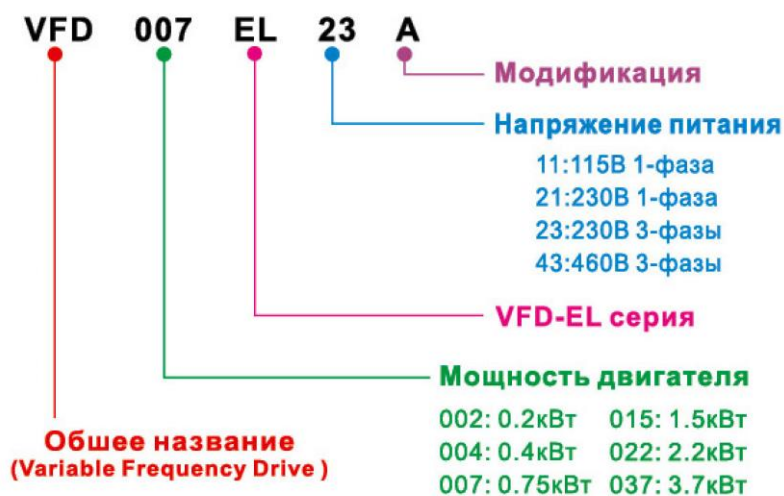 VFD 007 EL 23 A
Модификация
Напряжение питания
11:115В 1-фаза
21:230В 1-фаза
23:230В 3-фазы
43:460В 3-фазы
VFD-EL серия
Мощность двигателя
002: 0.2кВт 015: 1.5кВт
004: 0.4кВт 022: 2.2кВт
007: 0.75кВт 037: 3.7кВт
Обшее название
(Variable Frequency Drive )